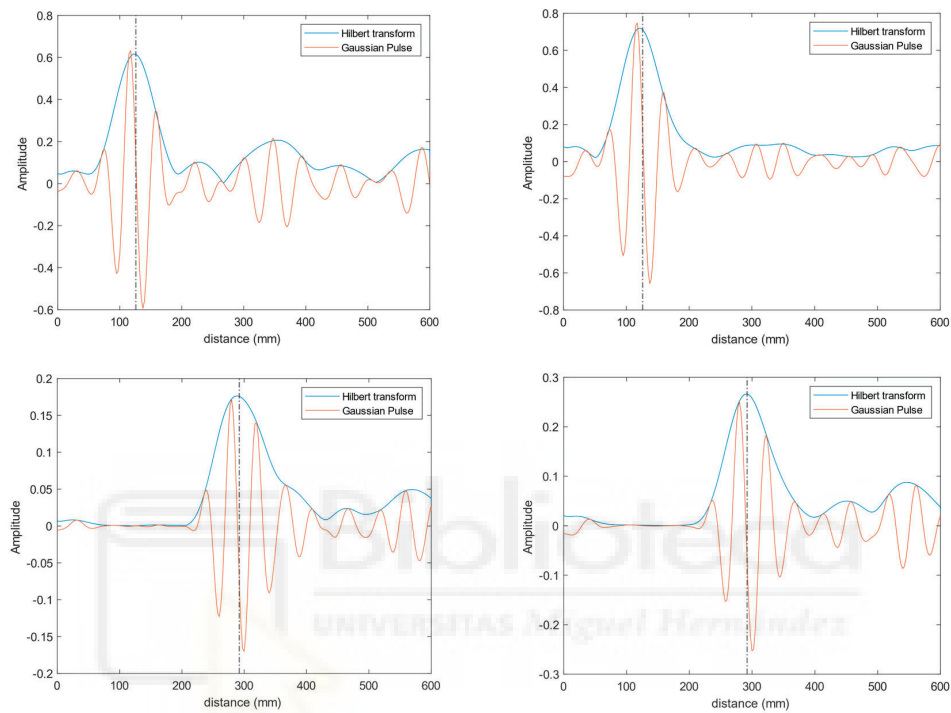 0.8
0.6
0.4
0.2
0
-0.2
-0.4
-0.6
0 100 200 300 400 500 600
Amplitude
distance (mm)
Hilbert transform
Gaussian Pulse
0.8
0.6
0.4
0.2
0
-0.2
-0.4
-0.6
-0.8
0 100 200 300 400 500 600
Amplitude
distance (mm)
Hilbert transform
Gaussian Pulse
0.2
0.15
0.1
0.05
0
-0.05
-0.1
-0.15
-0.2
0 100 200 300 400 500 600
Amplitude
distance (mm)
Hilbert transform
Gaussian Pulse
0.3
0.2
0.1
0
-0.1
-0.2
-0.3
0 100 200 300 400 500 600
Amplitude
distance (mm)
Hilbert transform
Gaussian Pulse
Biblioteca
UNIVERSITAS Miguel Hernández